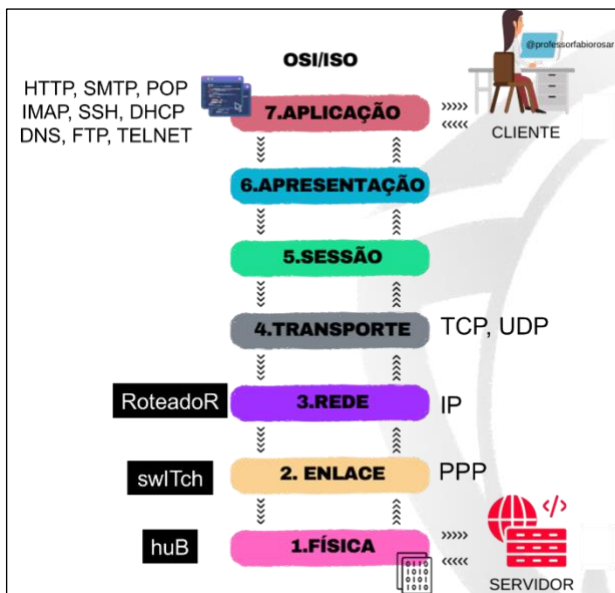 @professorfabiorosar
OSI/ISO
HTTP, SMTP, POP
IMAP, SSH, DHCP
DNS, FTP, TELNET
7.APLICAÇÃO
CLIENTE
6.APRESENTAÇÃO
5.SESSÃO
4.TRANSPORTE
TCP, UDP
RoteadoR
3.REDE
IP
swITch
2. ENLACE
PPP
huB
1.FÍSICA
SERVIDOR